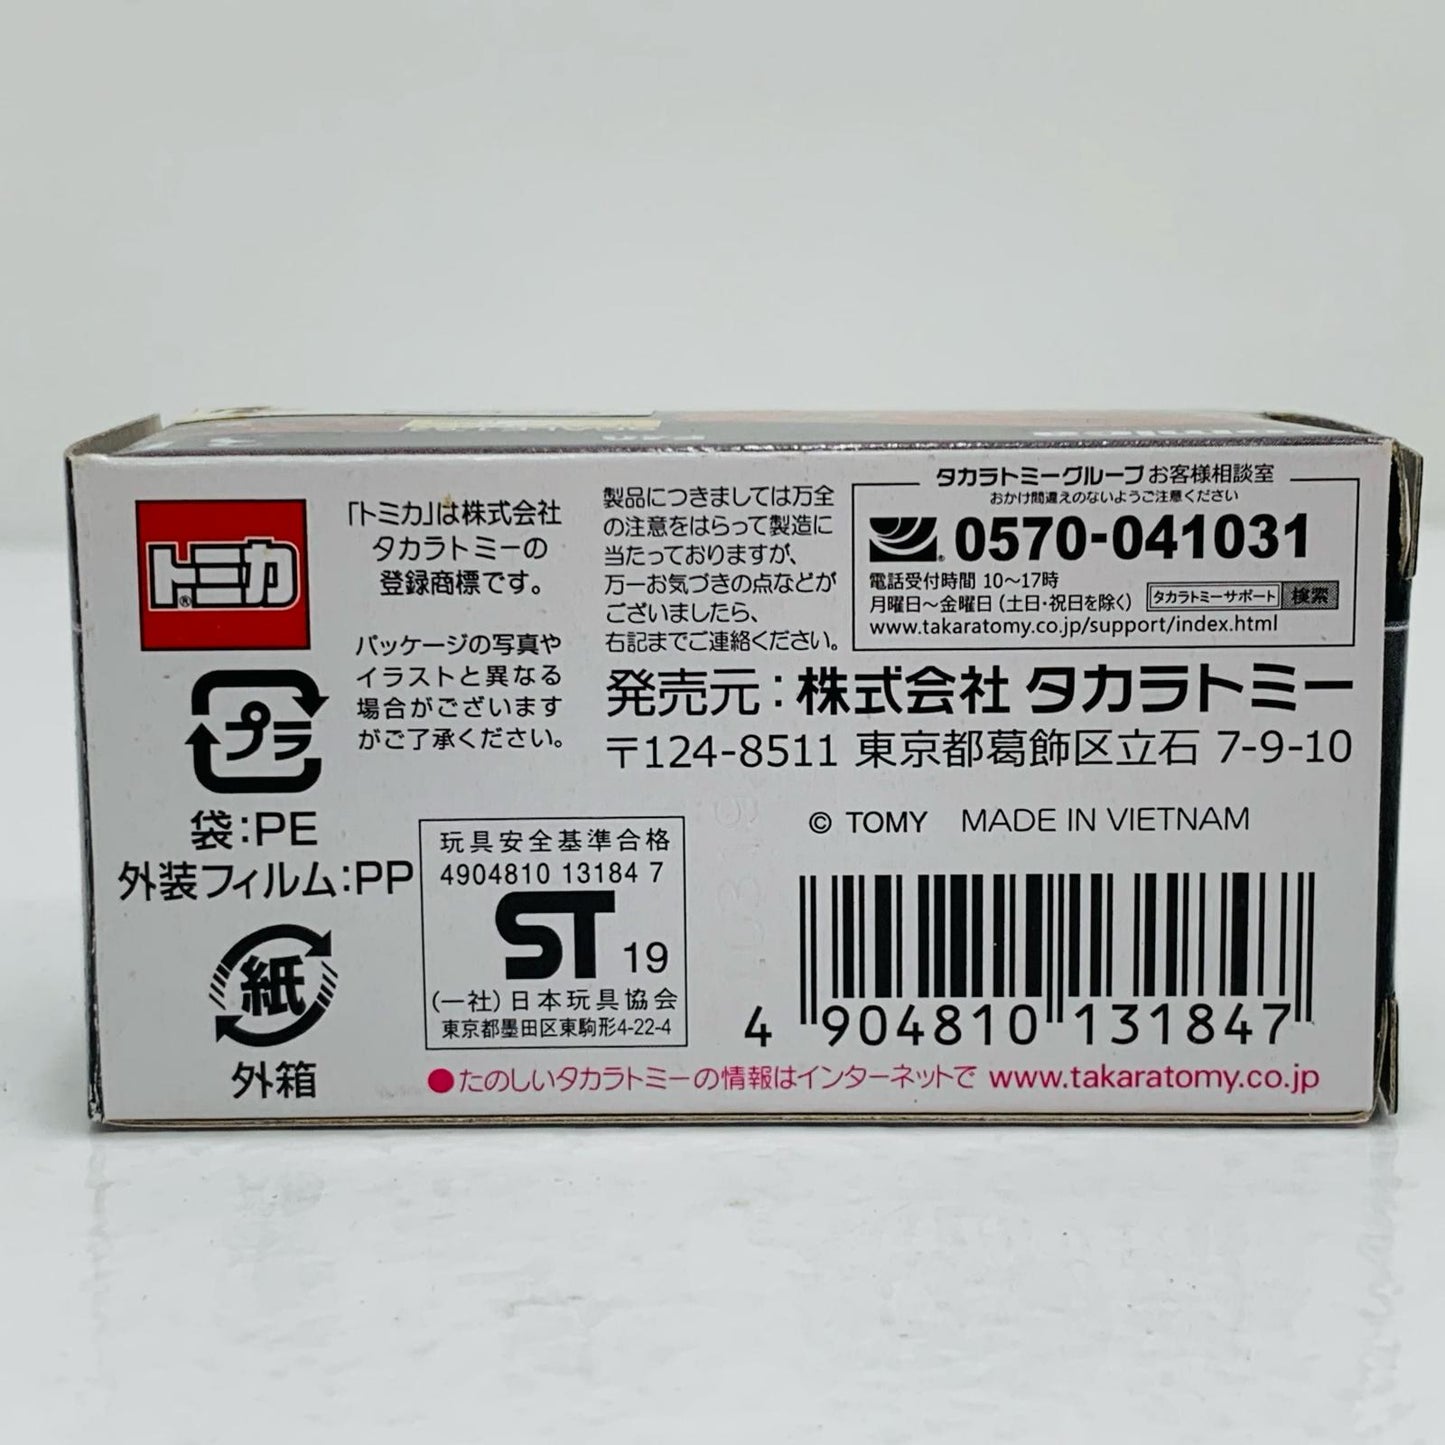 トミカ®
「トミカ」は株式会社
タカラトミーの
登録商標です。
パッケージの写真や
イラストと異なる
場合がございます
がご了承ください。
製品につきましては万全
の注意をはらって製造に
当たっておりますが、
万一お気づきの点などが
ございましたら、
右記までご連絡ください。
タカラトミーグループお客様相談室
おかけ間違えのないようご注意ください
0570-041031
電話受付時間 10〜17時
月曜日〜金曜日(土日・祝日を除く)
タカラトミーサポート 検索
www.takaratomy.co.jp/support/index.html
発売元:株式会社タカラトミー
〒124-8511 東京都葛飾区立石 7-9-10
© TOMY MADE IN VIETNAM
プラ
袋:PE
外装フィルム:PP
紙
外箱
玩具安全基準合格
4904810 13184 7
ST 19
(一社)日本玩具協会
東京都墨田区東駒形4-22-4
4 904810 131847
●たのしいタカラトミーの情報はインターネットで www.takaratomy.co.jp